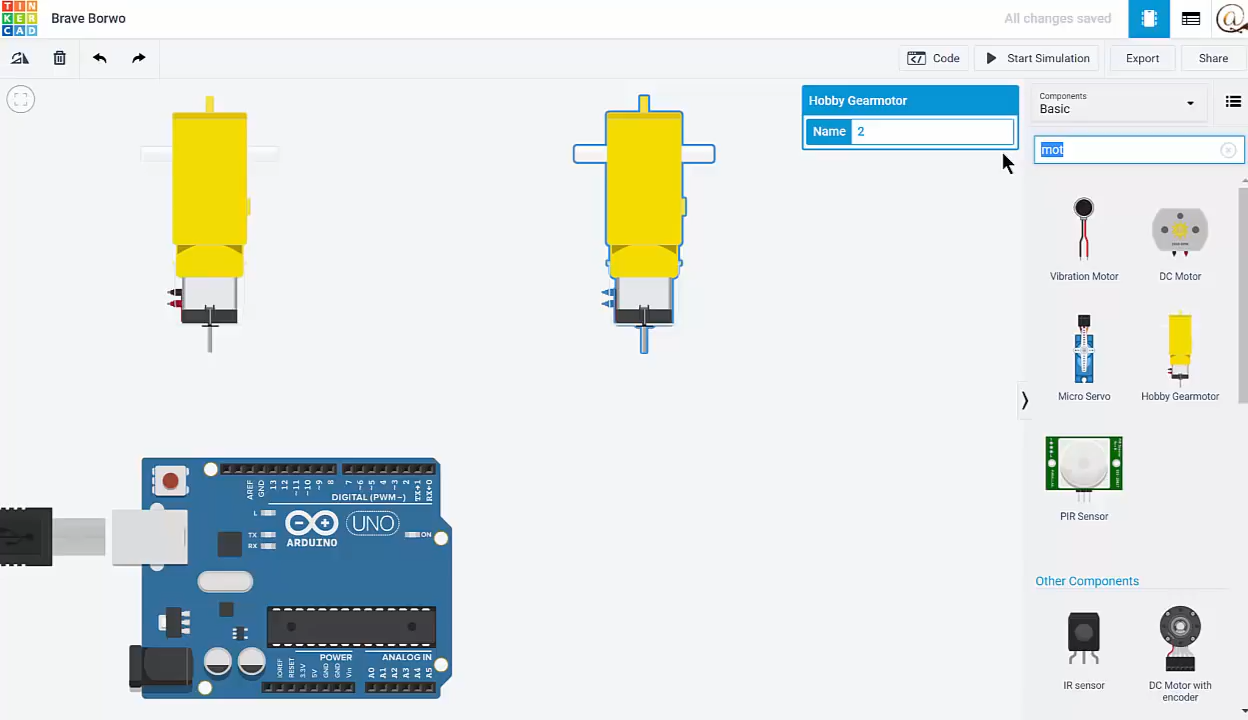 TIN
KER
CAD
Brave Borwo
All changes saved
Code
Start Simulation
Export
Share
Hobby Gearmotor
Name
2
Components
Basic
mot
Vibration Motor
DC Motor
Micro Servo
Hobby Gearmotor
PIR Sensor
Other Components
IR sensor
DC Motor with
encoder
AREF
GND
13
12
~11
~10
~9
8
7
~6
~5
4
~3
2
TX→1
RX←0
DIGITAL (PWM~)
L
TX
RX
UNO
ARDUINO
ON
POWER
ANALOG IN
IOREF
RESET
3.3V
5V
GND
GND
Vin
A0
A1
A2
A3
A4
A5